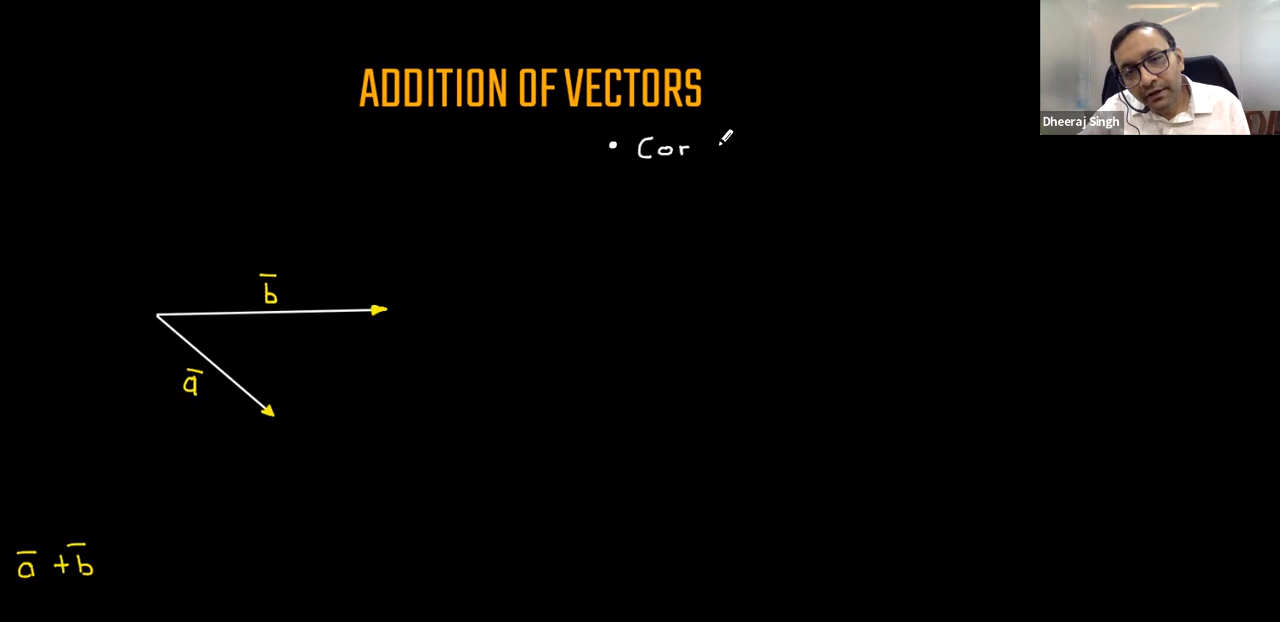 ADDITION OF VECTORS
Dheeraj Singh
• Cor
b̅
a̅
a̅ + b̅